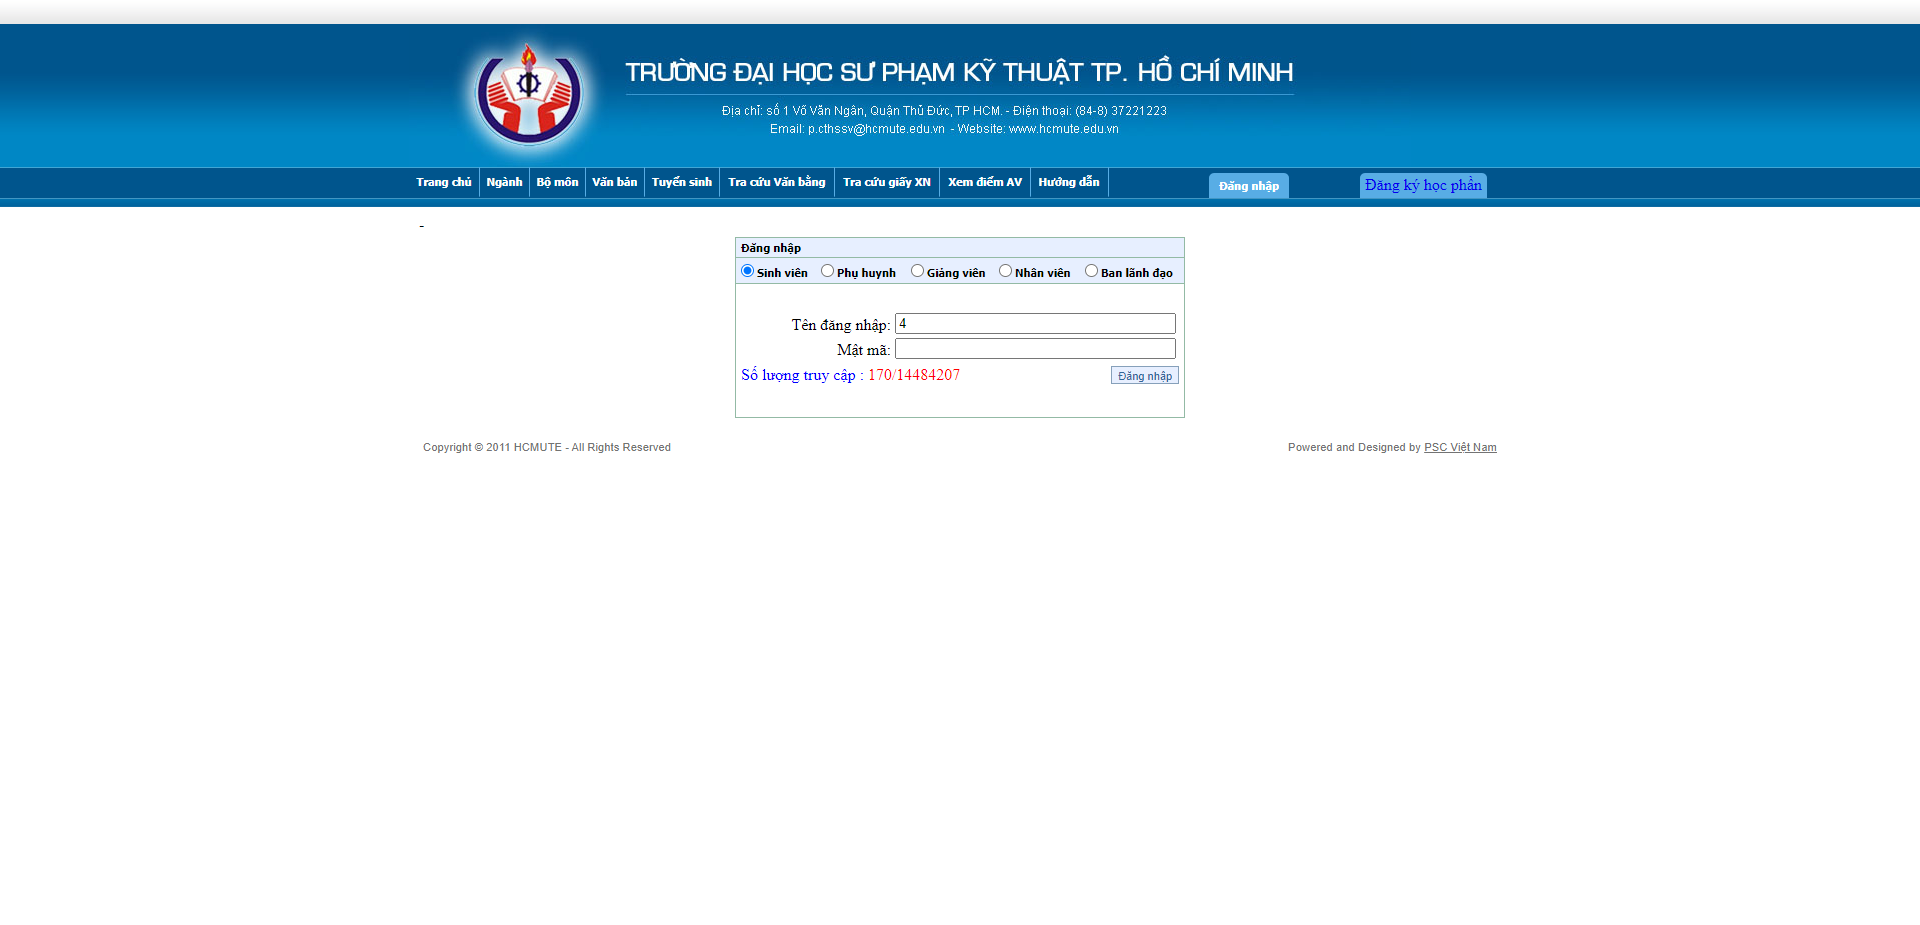 TRƯỜNG ĐẠI HỌC SƯ PHẠM KỸ THUẬT TP. HỒ CHÍ MINH
Địa chỉ: số 1 Võ Văn Ngân, Quận Thủ Đức, TP HCM. - Điện thoại: (84-8) 37221223
Email: p.cthssv@hcmute.edu.vn - Website: www.hcmute.edu.vn
Trang chủ Ngành Bộ môn Văn bản Tuyển sinh Tra cứu Văn bằng Tra cứu giấy XN Xem điểm AV Hướng dẫn Đăng nhập Đăng ký học phần
-
Đăng nhập
Sinh viên Phụ huynh Giảng viên Nhân viên Ban lãnh đạo
Tên đăng nhập: 4
Mật mã:
Số lượng truy cập : 170/14484207 Đăng nhập
Copyright © 2011 HCMUTE - All Rights Reserved Powered and Designed by PSC Việt Nam